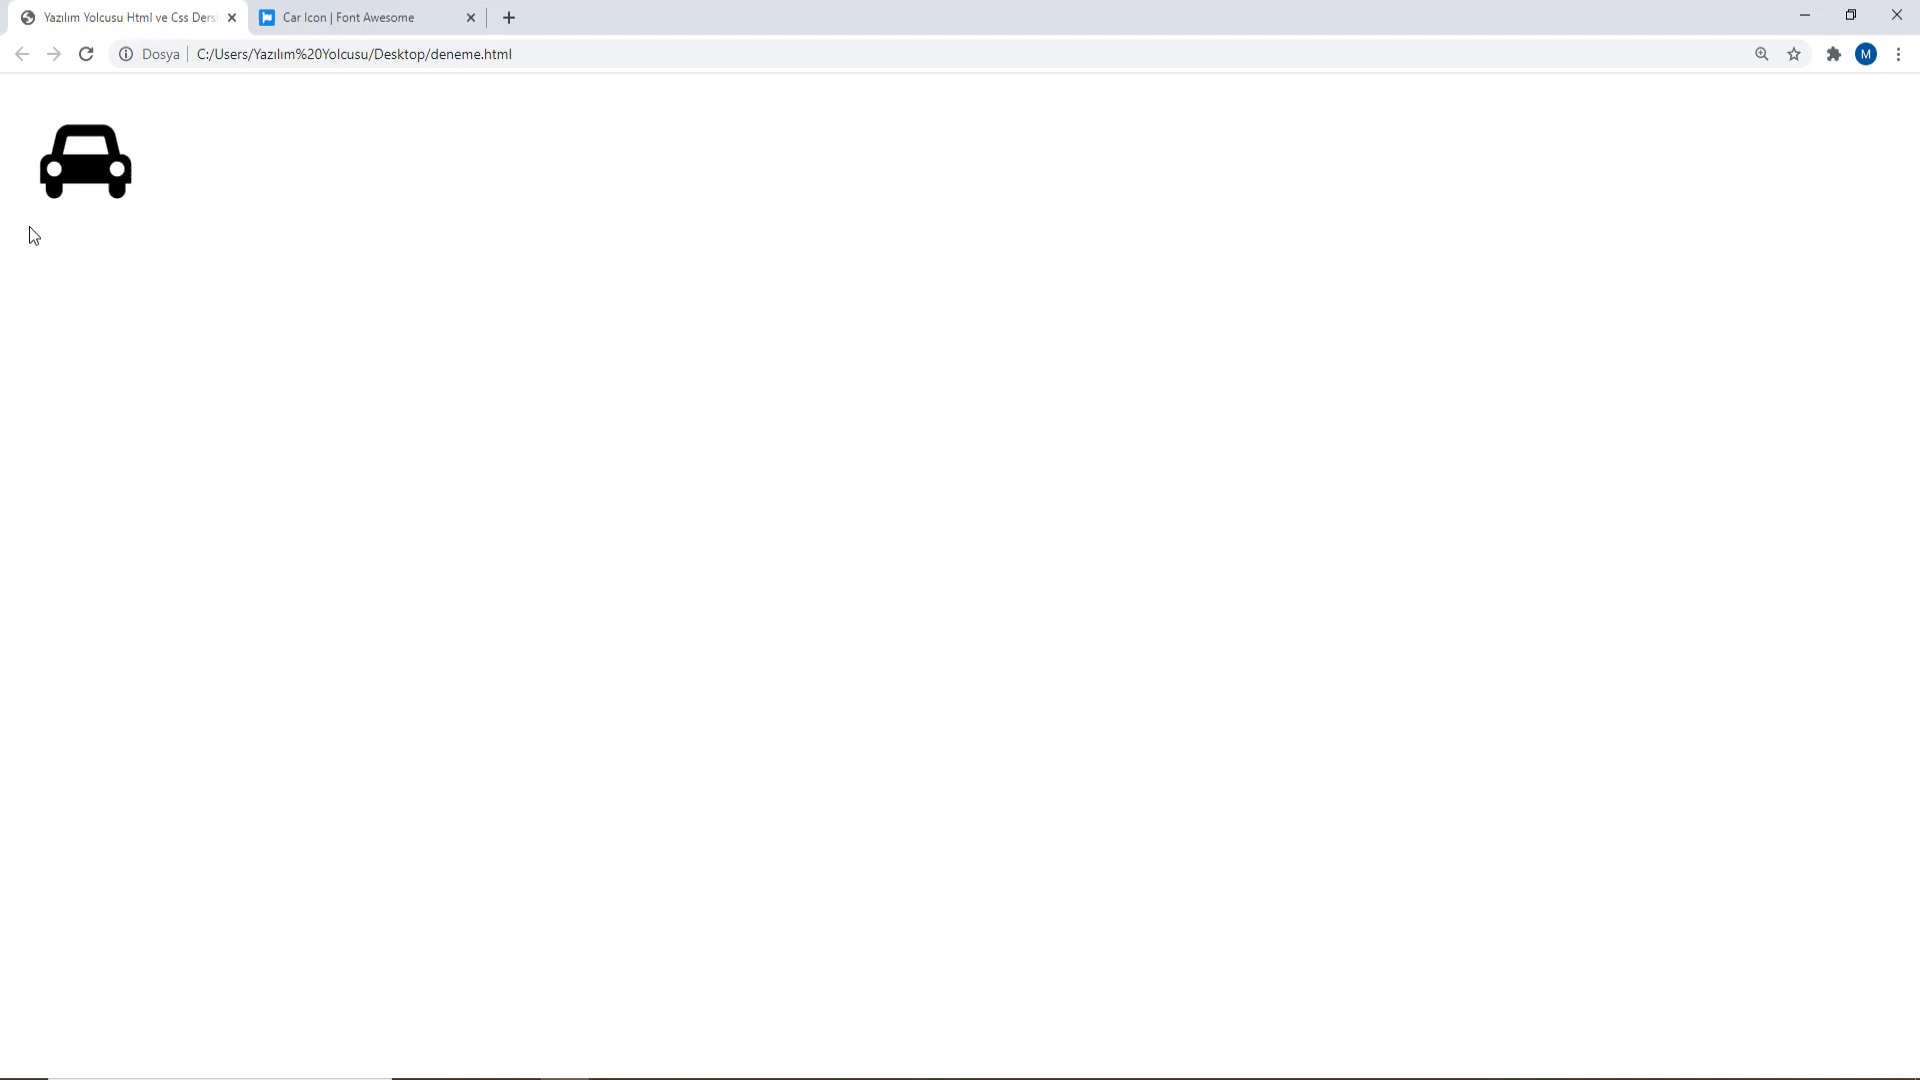 Yazılım Yolcusu Html ve Css Ders
Car Icon | Font Awesome
Dosya
C:/Users/Yazılım%20Yolcusu/Desktop/deneme.html
M